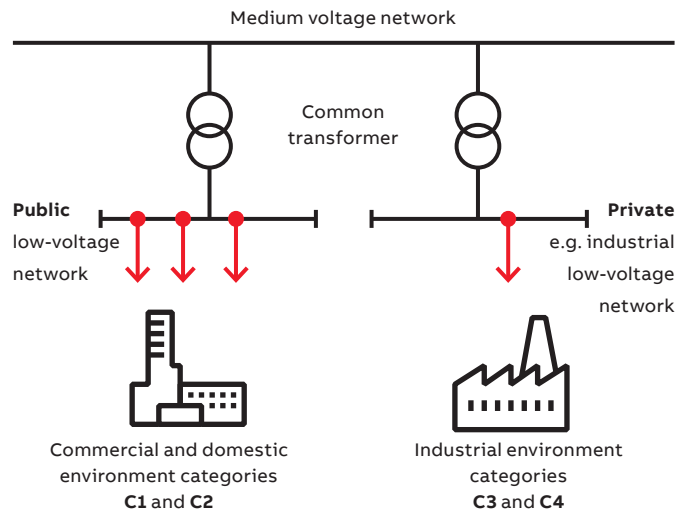 Medium voltage network
Common
transformer
Public
low-voltage
network
Private
e.g. industrial
low-voltage
network
Commercial and domestic
environment categories
C1 and C2
Industrial environment
categories
C3 and C4